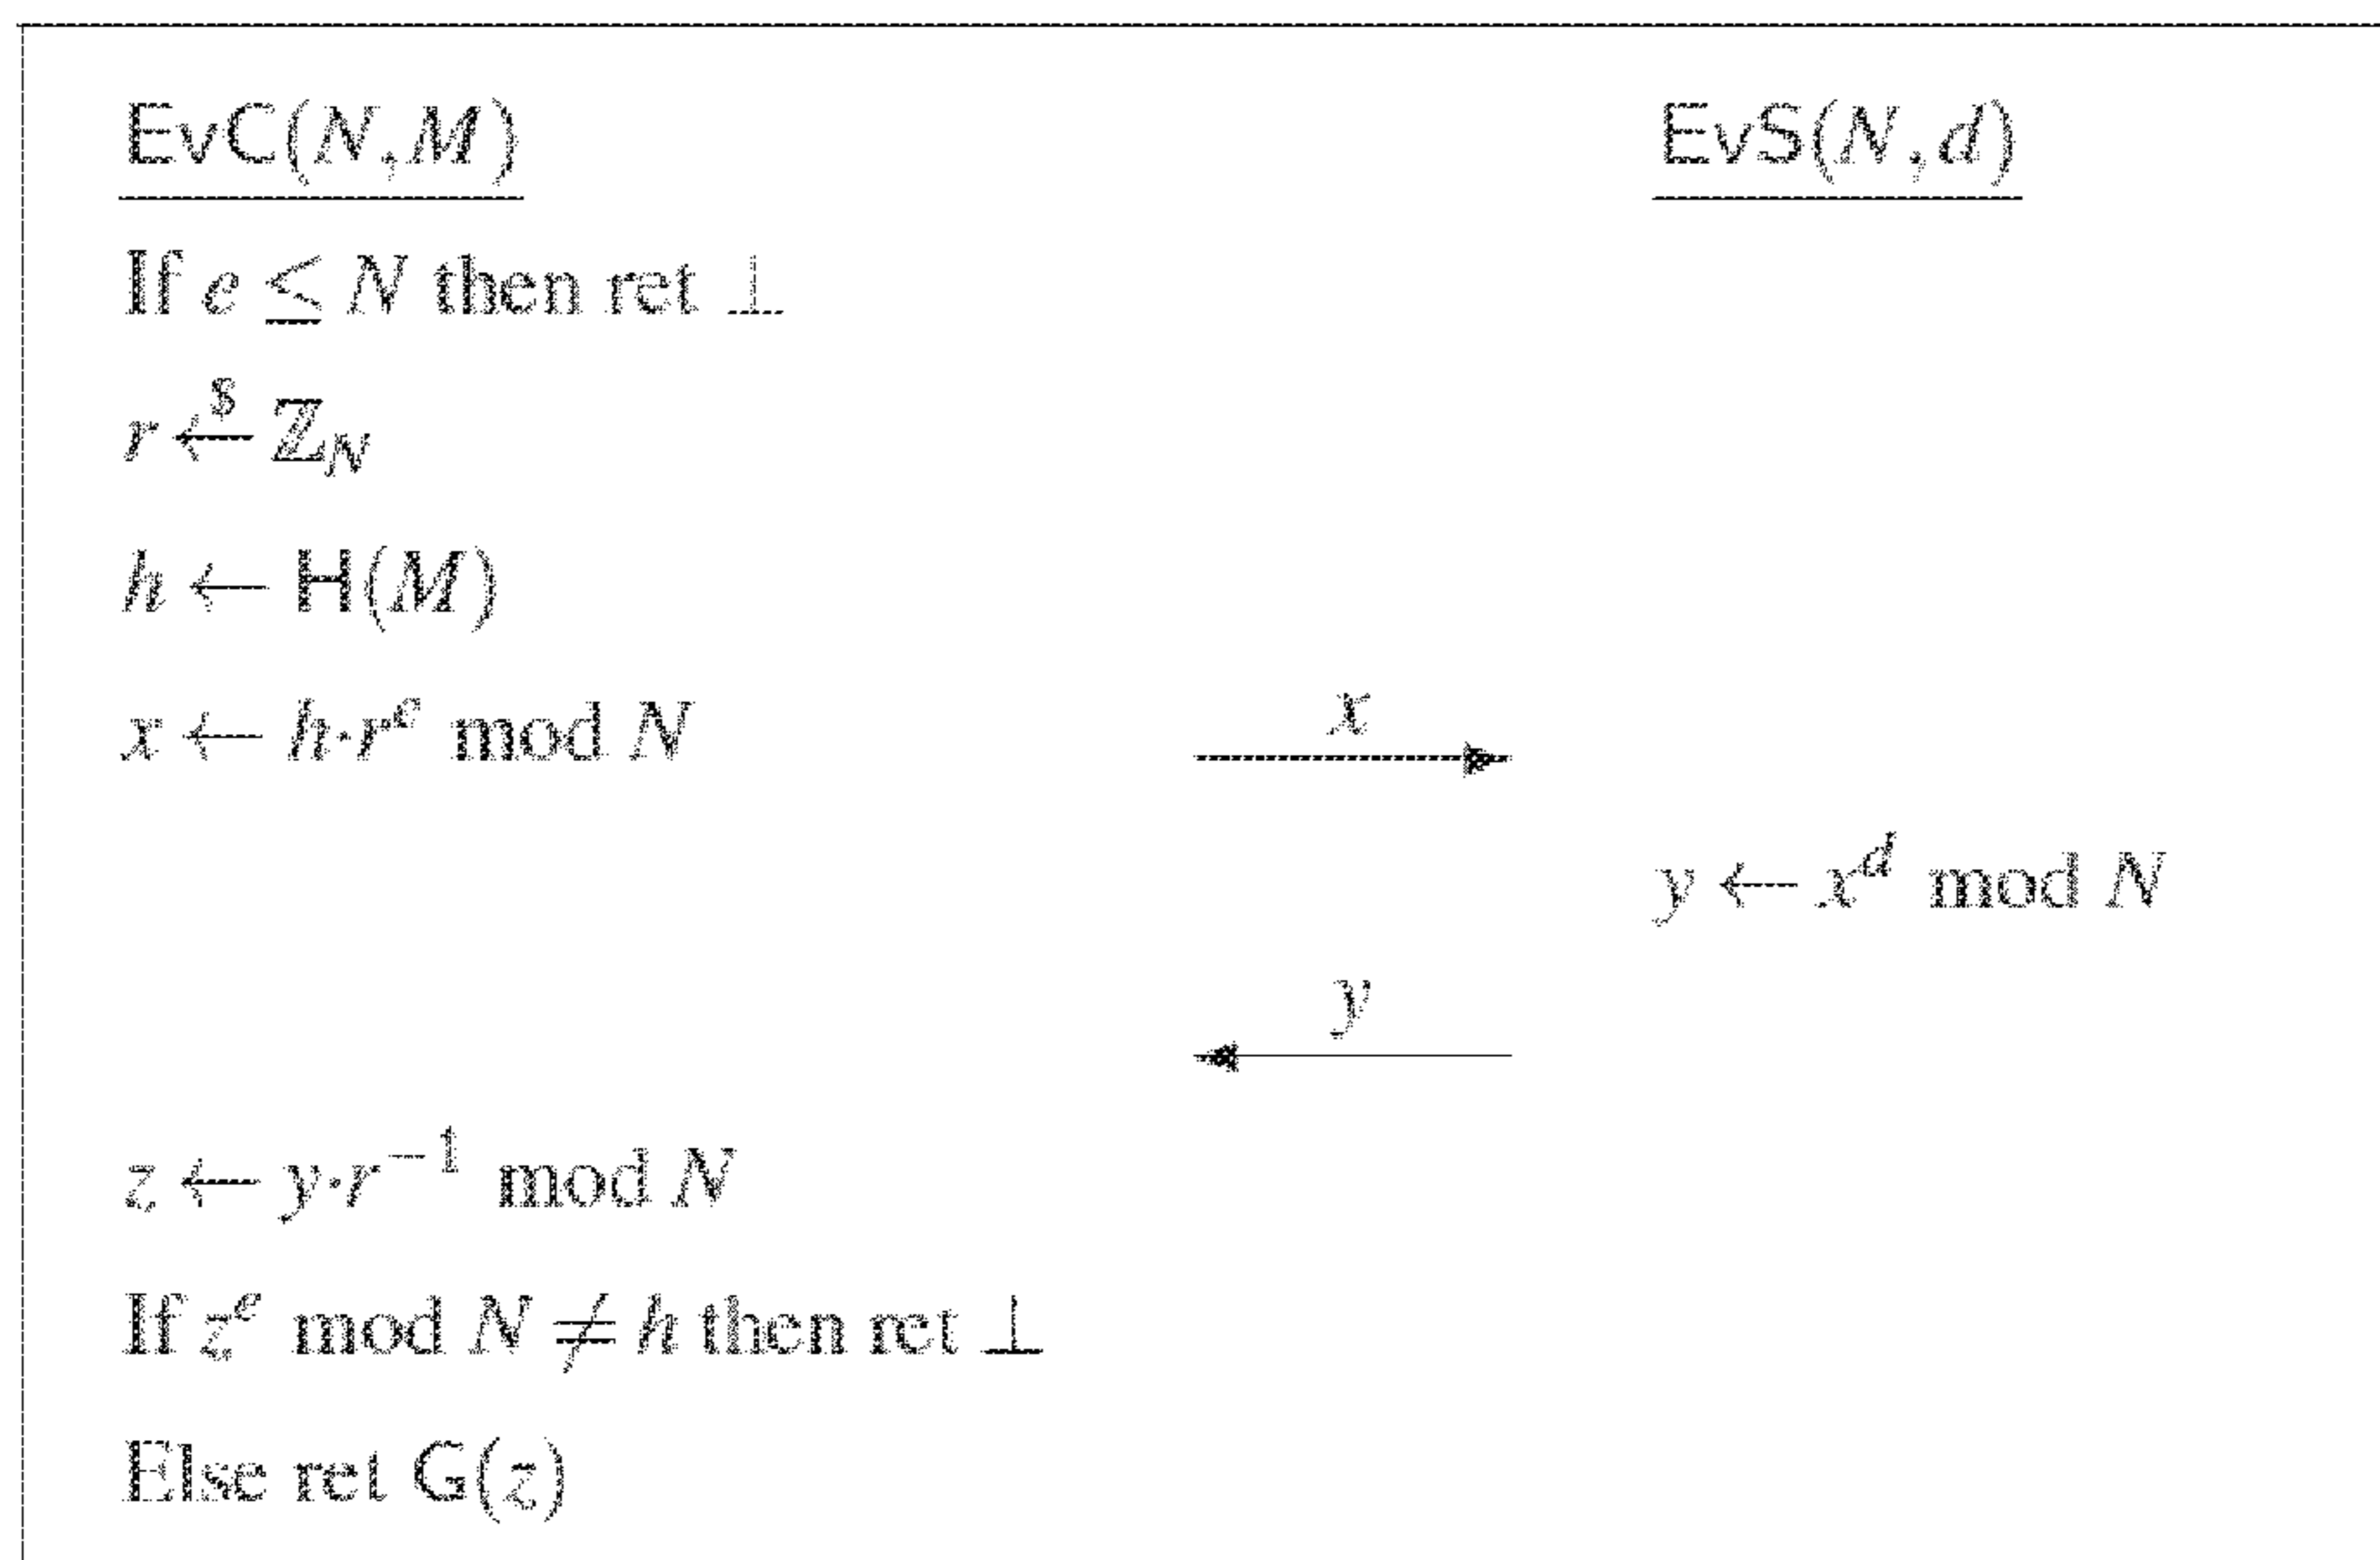 EvC(N,M) EvS(N,d)
If e ≤ N then ret ⊥
r ←$ ℤ_N
h ← H(M)
x ← h·r^e mod N
x
y ← x^d mod N
y
z ← y·r^−1 mod N
If z^e mod N ≠ h then ret ⊥
Else ret G(z)